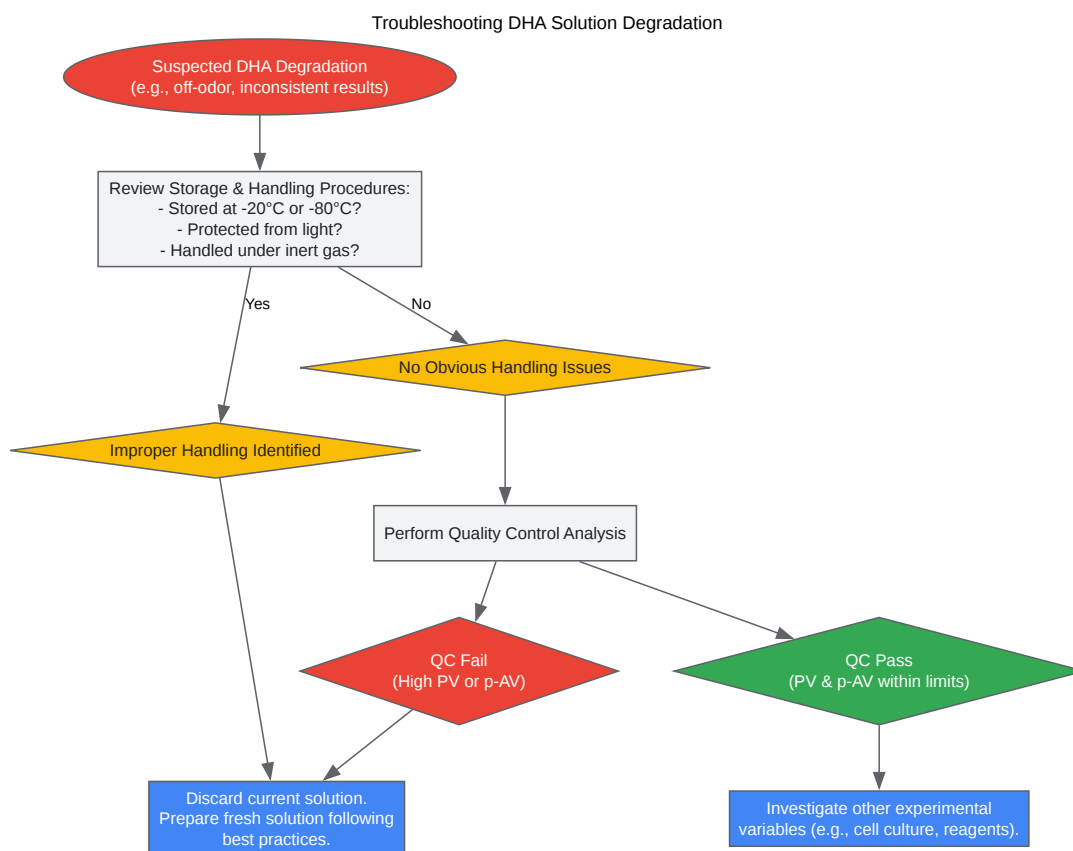 Troubleshooting DHA Solution Degradation
Suspected DHA Degradation
(e.g., off-odor, inconsistent results)
Review Storage & Handling Procedures:
- Stored at -20°C or -80°C?
- Protected from light?
- Handled under inert gas?
Yes
No
No Obvious Handling Issues
Improper Handling Identified
Perform Quality Control Analysis
QC Fail
(High PV or p-AV)
QC Pass
(PV & p-AV within limits)
Discard current solution.
Prepare fresh solution following
best practices.
Investigate other experimental
variables (e.g., cell culture, reagents).